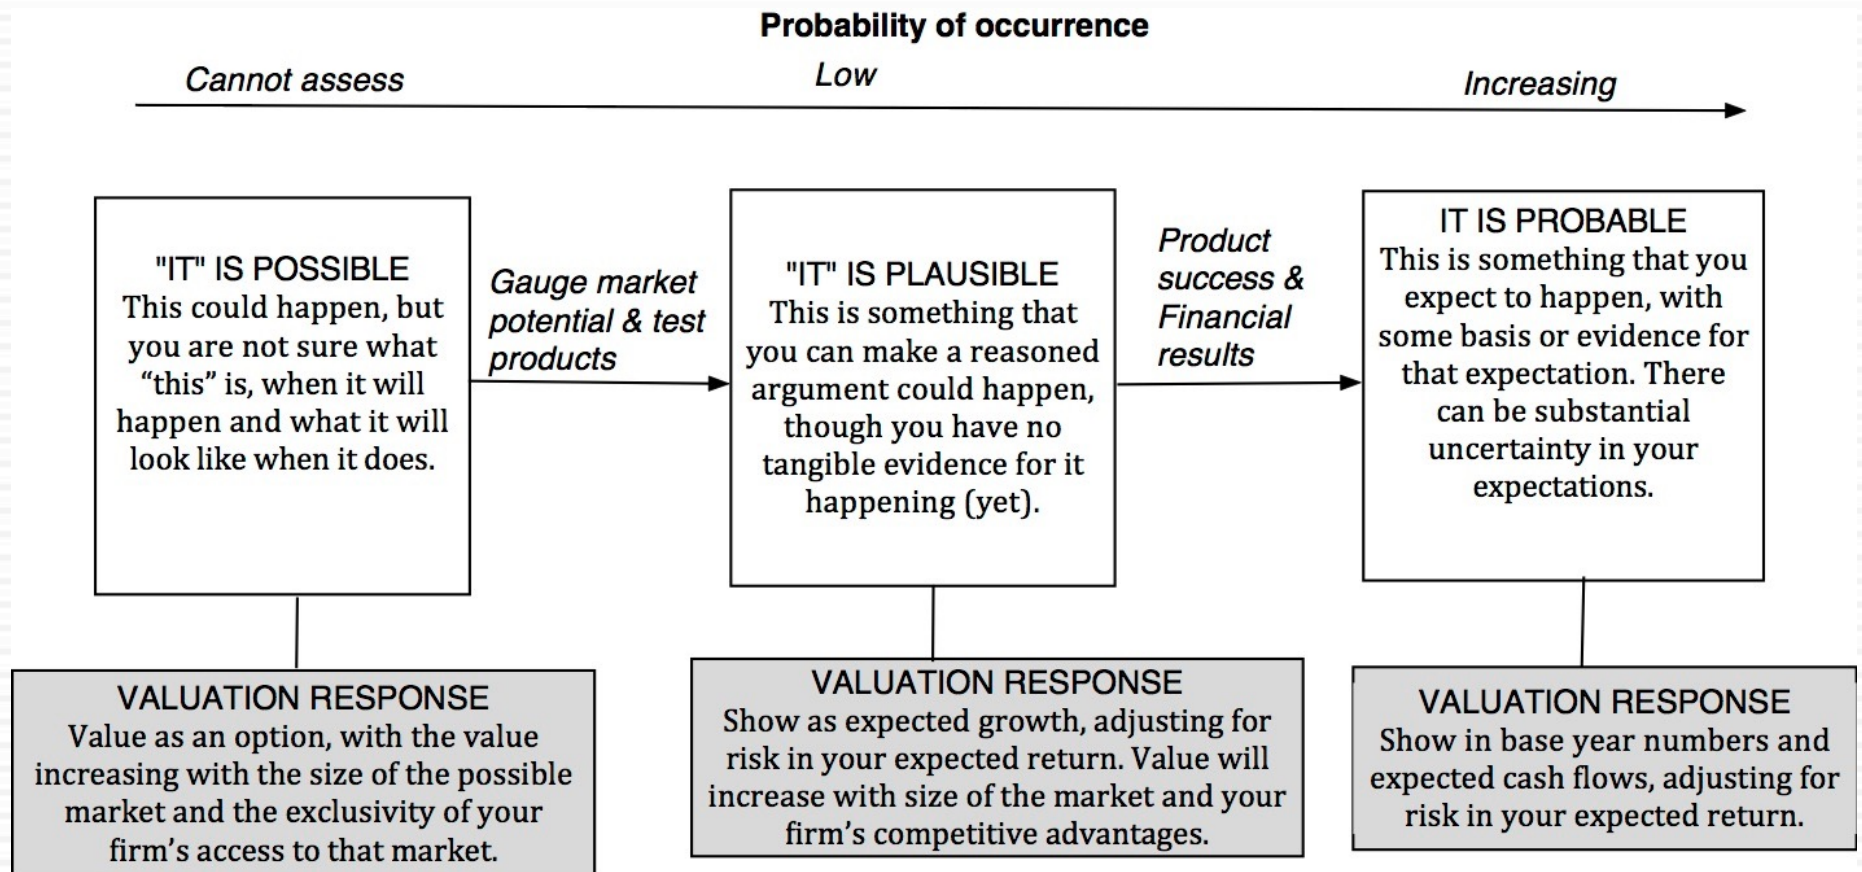 Probability of occurrence
Cannot assess
Low
Increasing
"IT" IS POSSIBLE
This could happen, but
you are not sure what
“this” is, when it will
happen and what it will
look like when it does.
Gauge market
potential & test
products
"IT" IS PLAUSIBLE
This is something that
you can make a reasoned
argument could happen,
though you have no
tangible evidence for it
happening (yet).
Product
success &
Financial
results
IT IS PROBABLE
This is something that you
expect to happen, with
some basis or evidence for
that expectation. There
can be substantial
uncertainty in your
expectations.
VALUATION RESPONSE
Value as an option, with the value
increasing with the size of the possible
market and the exclusivity of your
firm’s access to that market.
VALUATION RESPONSE
Show as expected growth, adjusting for
risk in your expected return. Value will
increase with size of the market and your
firm’s competitive advantages.
VALUATION RESPONSE
Show in base year numbers and
expected cash flows, adjusting for
risk in your expected return.